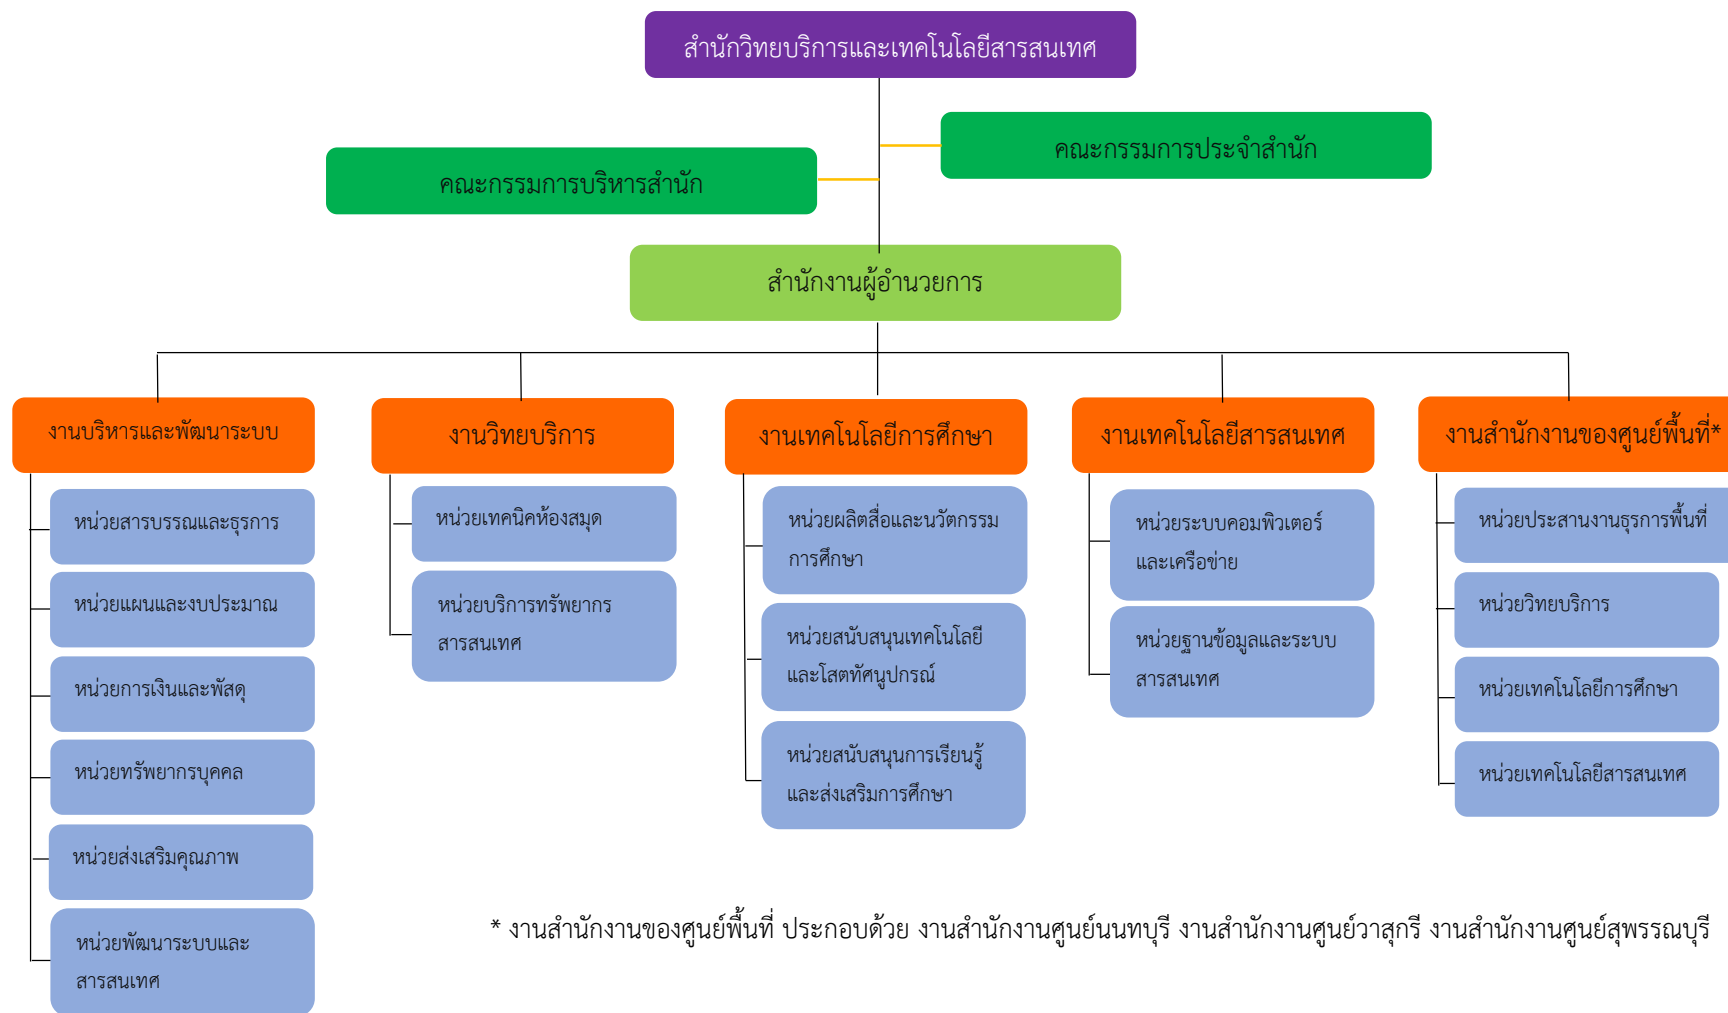 สำนักวิทยบริการและเทคโนโลยีสารสนเทศ
คณะกรรมการประจำสำนัก
คณะกรรมการบริหารสำนัก
สำนักงานผู้อำนวยการ
งานบริหารและพัฒนาระบบ
หน่วยสารบรรณและธุรการ
หน่วยแผนและงบประมาณ
หน่วยการเงินและพัสดุ
หน่วยทรัพยากรบุคคล
หน่วยส่งเสริมคุณภาพ
หน่วยพัฒนาระบบและ
สารสนเทศ
งานวิทยบริการ
หน่วยเทคนิคห้องสมุด
หน่วยบริการทรัพยากร
สารสนเทศ
งานเทคโนโลยีการศึกษา
หน่วยผลิตสื่อและนวัตกรรม
การศึกษา
หน่วยสนับสนุนเทคโนโลยี
และโสตทัศนูปกรณ์
หน่วยสนับสนุนการเรียนรู้
และส่งเสริมการศึกษา
งานเทคโนโลยีสารสนเทศ
หน่วยระบบคอมพิวเตอร์
และเครือข่าย
หน่วยฐานข้อมูลและระบบ
สารสนเทศ
งานสำนักงานของศูนย์พื้นที่*
หน่วยประสานงานธุรการพื้นที่
หน่วยวิทยบริการ
หน่วยเทคโนโลยีการศึกษา
หน่วยเทคโนโลยีสารสนเทศ
* งานสำนักงานของศูนย์พื้นที่ ประกอบด้วย งานสำนักงานศูนย์นนทบุรี งานสำนักงานศูนย์วาสุกรี งานสำนักงานศูนย์สุพรรณบุรี